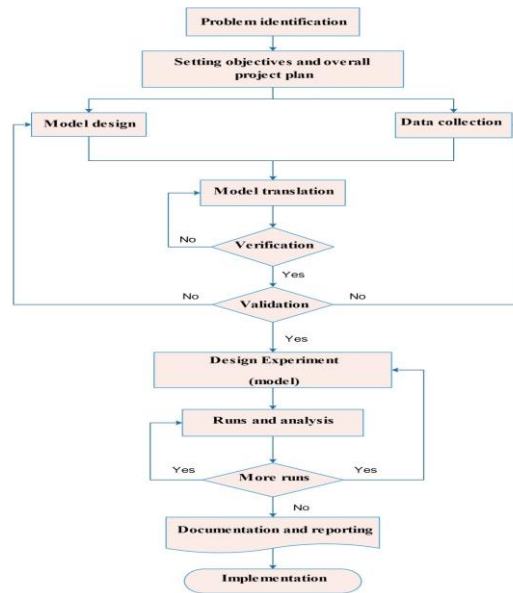 Problem identification
Setting objectives and overall
project plan
Model design
Data collection
Model translation
No
Verification
Yes
No
Validation
No
Yes
Design Experiment
(model)
Runs and analysis
Yes
Yes
More runs
No
Documentation and reporting
Implementation